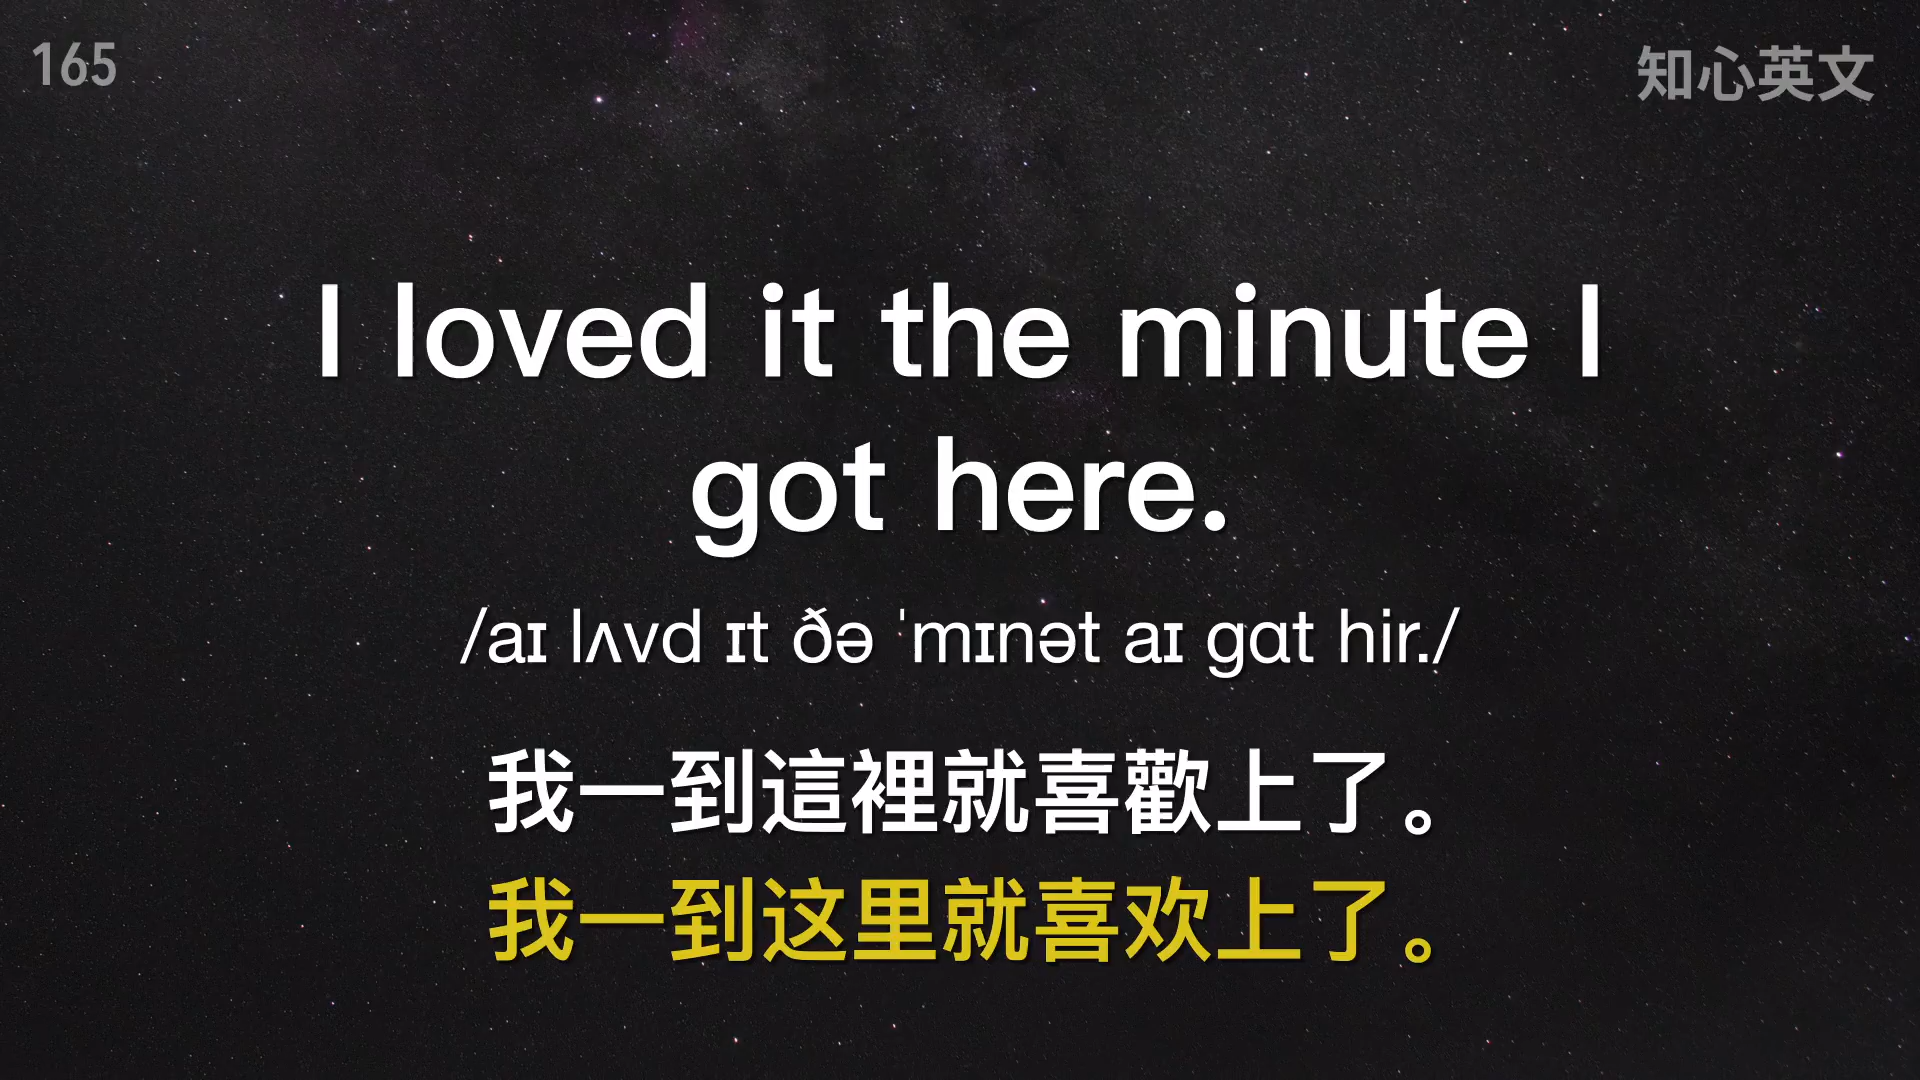 165
知心英文
I loved it the minute I
got here.
/aɪ lʌvd ɪt ðə ˈmɪnət aɪ gɑt hir./
我一到這裡就喜歡上了。
我一到这里就喜欢上了。